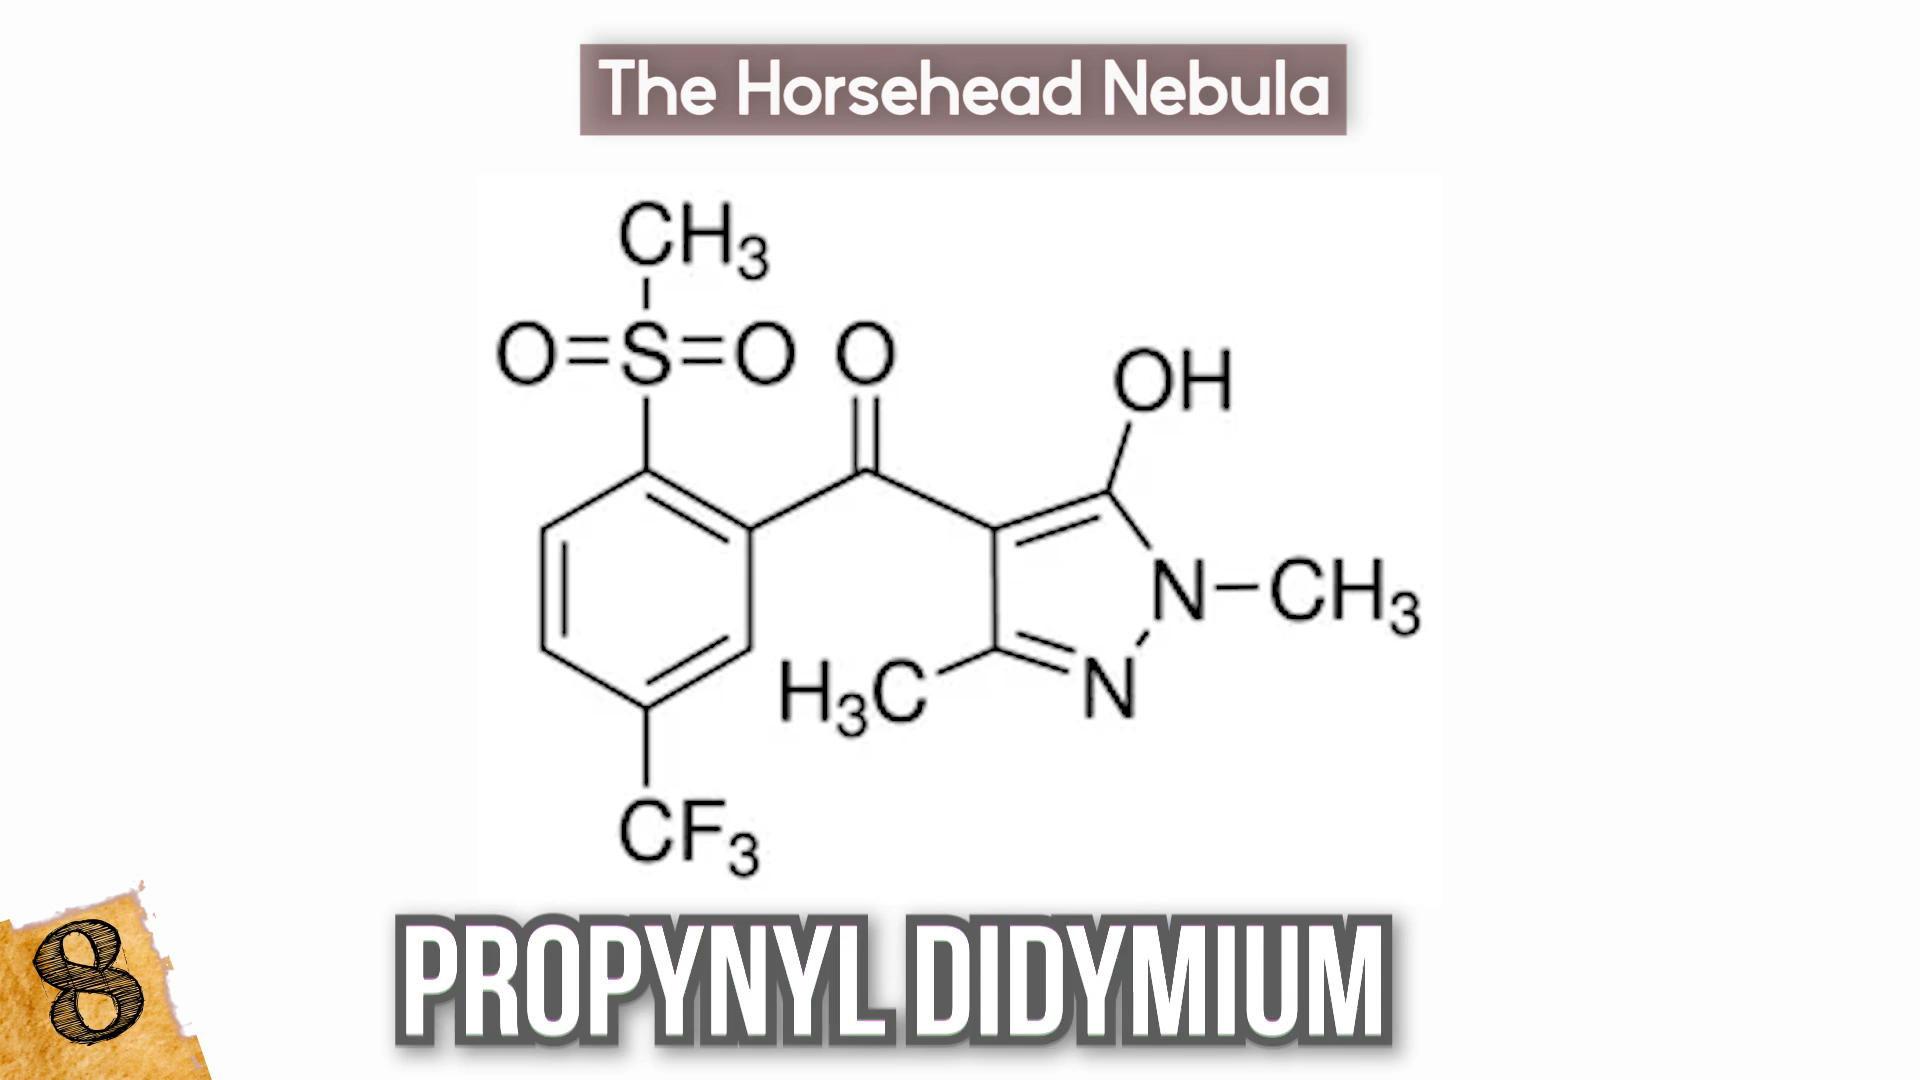 The Horsehead Nebula
CH3
O=S=O O
OH
N-CH3
H3C N
CF3
8
PROPYNYL DIDYMIUM